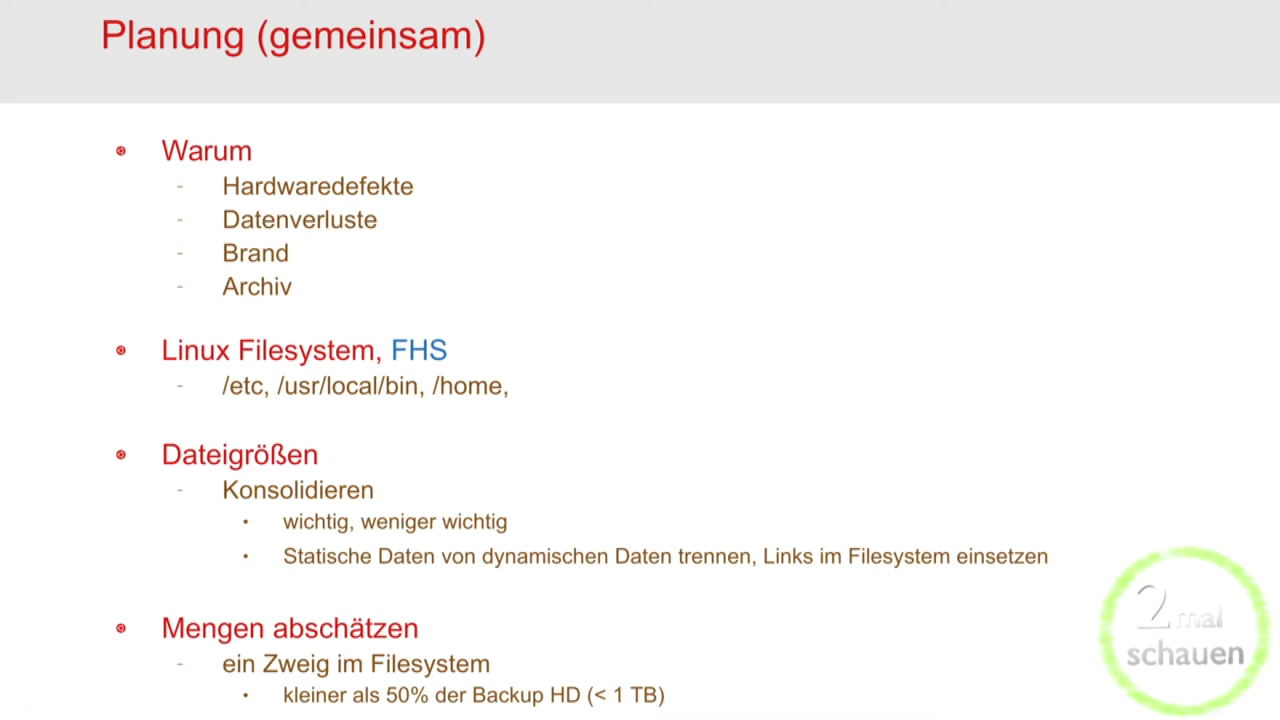 Planung (gemeinsam)
Warum
- Hardwaredefekte
- Datenverluste
- Brand
- Archiv
Linux Filesystem, FHS
- /etc, /usr/local/bin, /home,
Dateigrößen
- Konsolidieren
• wichtig, weniger wichtig
• Statische Daten von dynamischen Daten trennen, Links im Filesystem einsetzen
Mengen abschätzen
- ein Zweig im Filesystem
• kleiner als 50% der Backup HD (< 1 TB)
2 mal
schauen